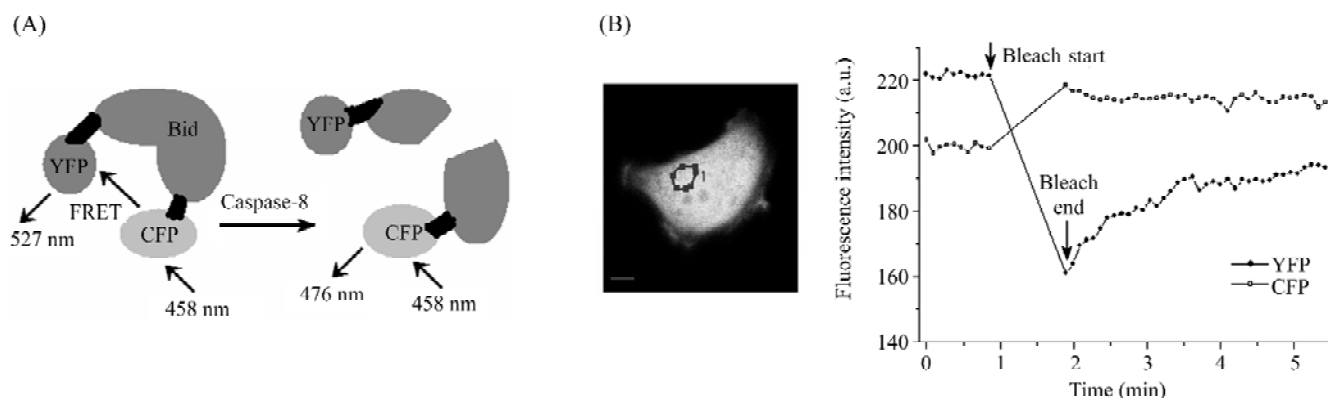 (A)
YFP
Bid
FRET
527 nm
CFP
458 nm
Caspase-8
YFP
CFP
476 nm
458 nm
(B)
1
Fluorescence intensity (a.u.)
220
200
180
160
140
Bleach start
Bleach
end
YFP
CFP
0
1
2
3
4
5
Time (min)